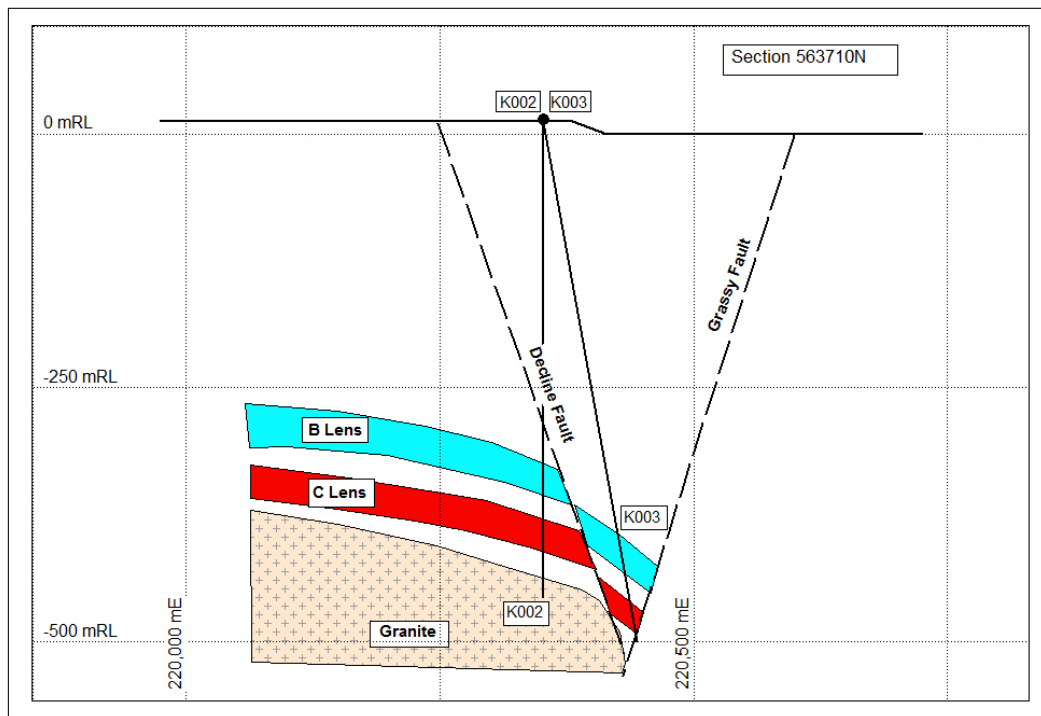 Section 563710N
K002
K003
0 mRL
Grassy Fault
Decline Fault
-250 mRL
B Lens
C Lens
K003
K002
Granite
-500 mRL
220,000 mE
220,500 mE